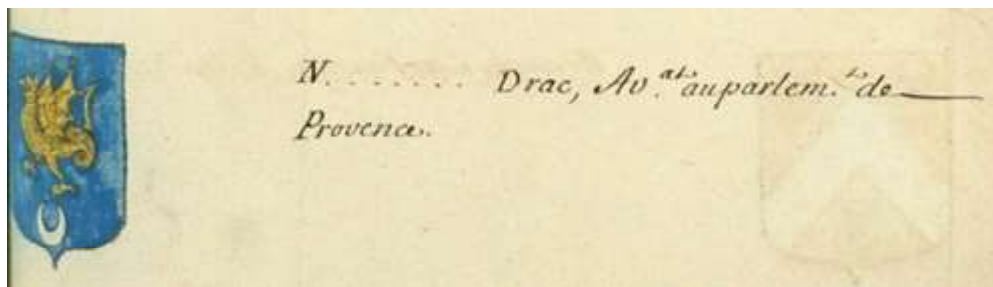 N....... Drac, Av.at au parlem.t de
Provence.